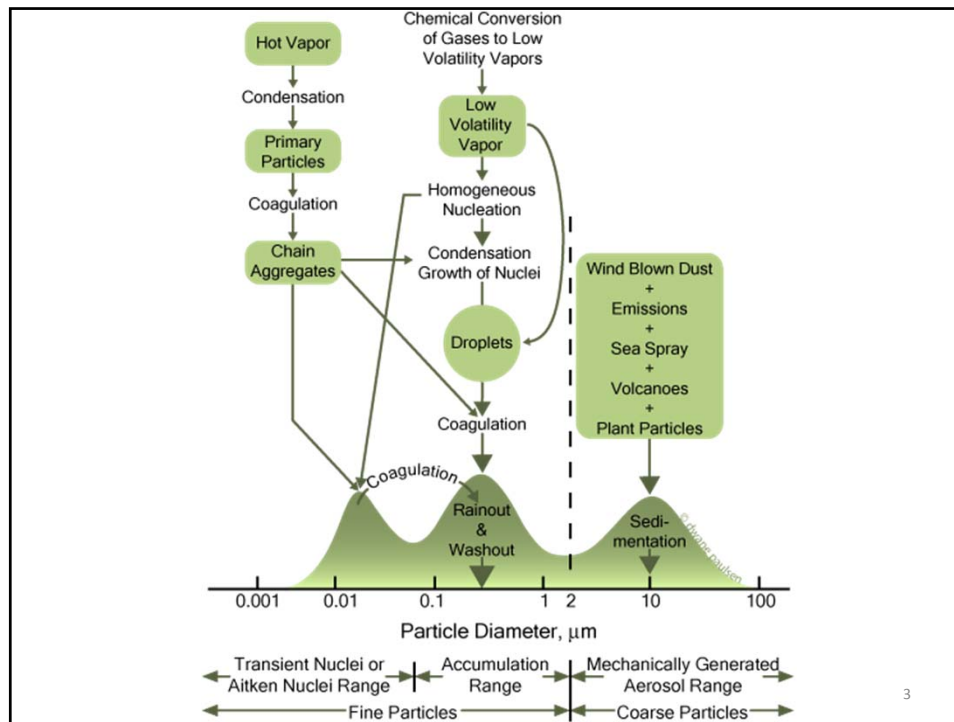 Hot Vapor
Condensation
Primary
Particles
Coagulation
Chain
Aggregates
Chemical Conversion
of Gases to Low
Volatility Vapors
Low
Volatility
Vapor
Homogeneous
Nucleation
Condensation
Growth of Nuclei
Droplets
Coagulation
Wind Blown Dust
+
Emissions
+
Sea Spray
+
Volcanoes
+
Plant Particles
Coagulation
Rainout
&
Washout
Sedi-
mentation
© dwane paulsen
0.001
0.01
0.1
1
2
10
100
Particle Diameter, μm
Transient Nuclei or
Aitken Nuclei Range
Accumulation
Range
Mechanically Generated
Aerosol Range
Fine Particles
Coarse Particles
3